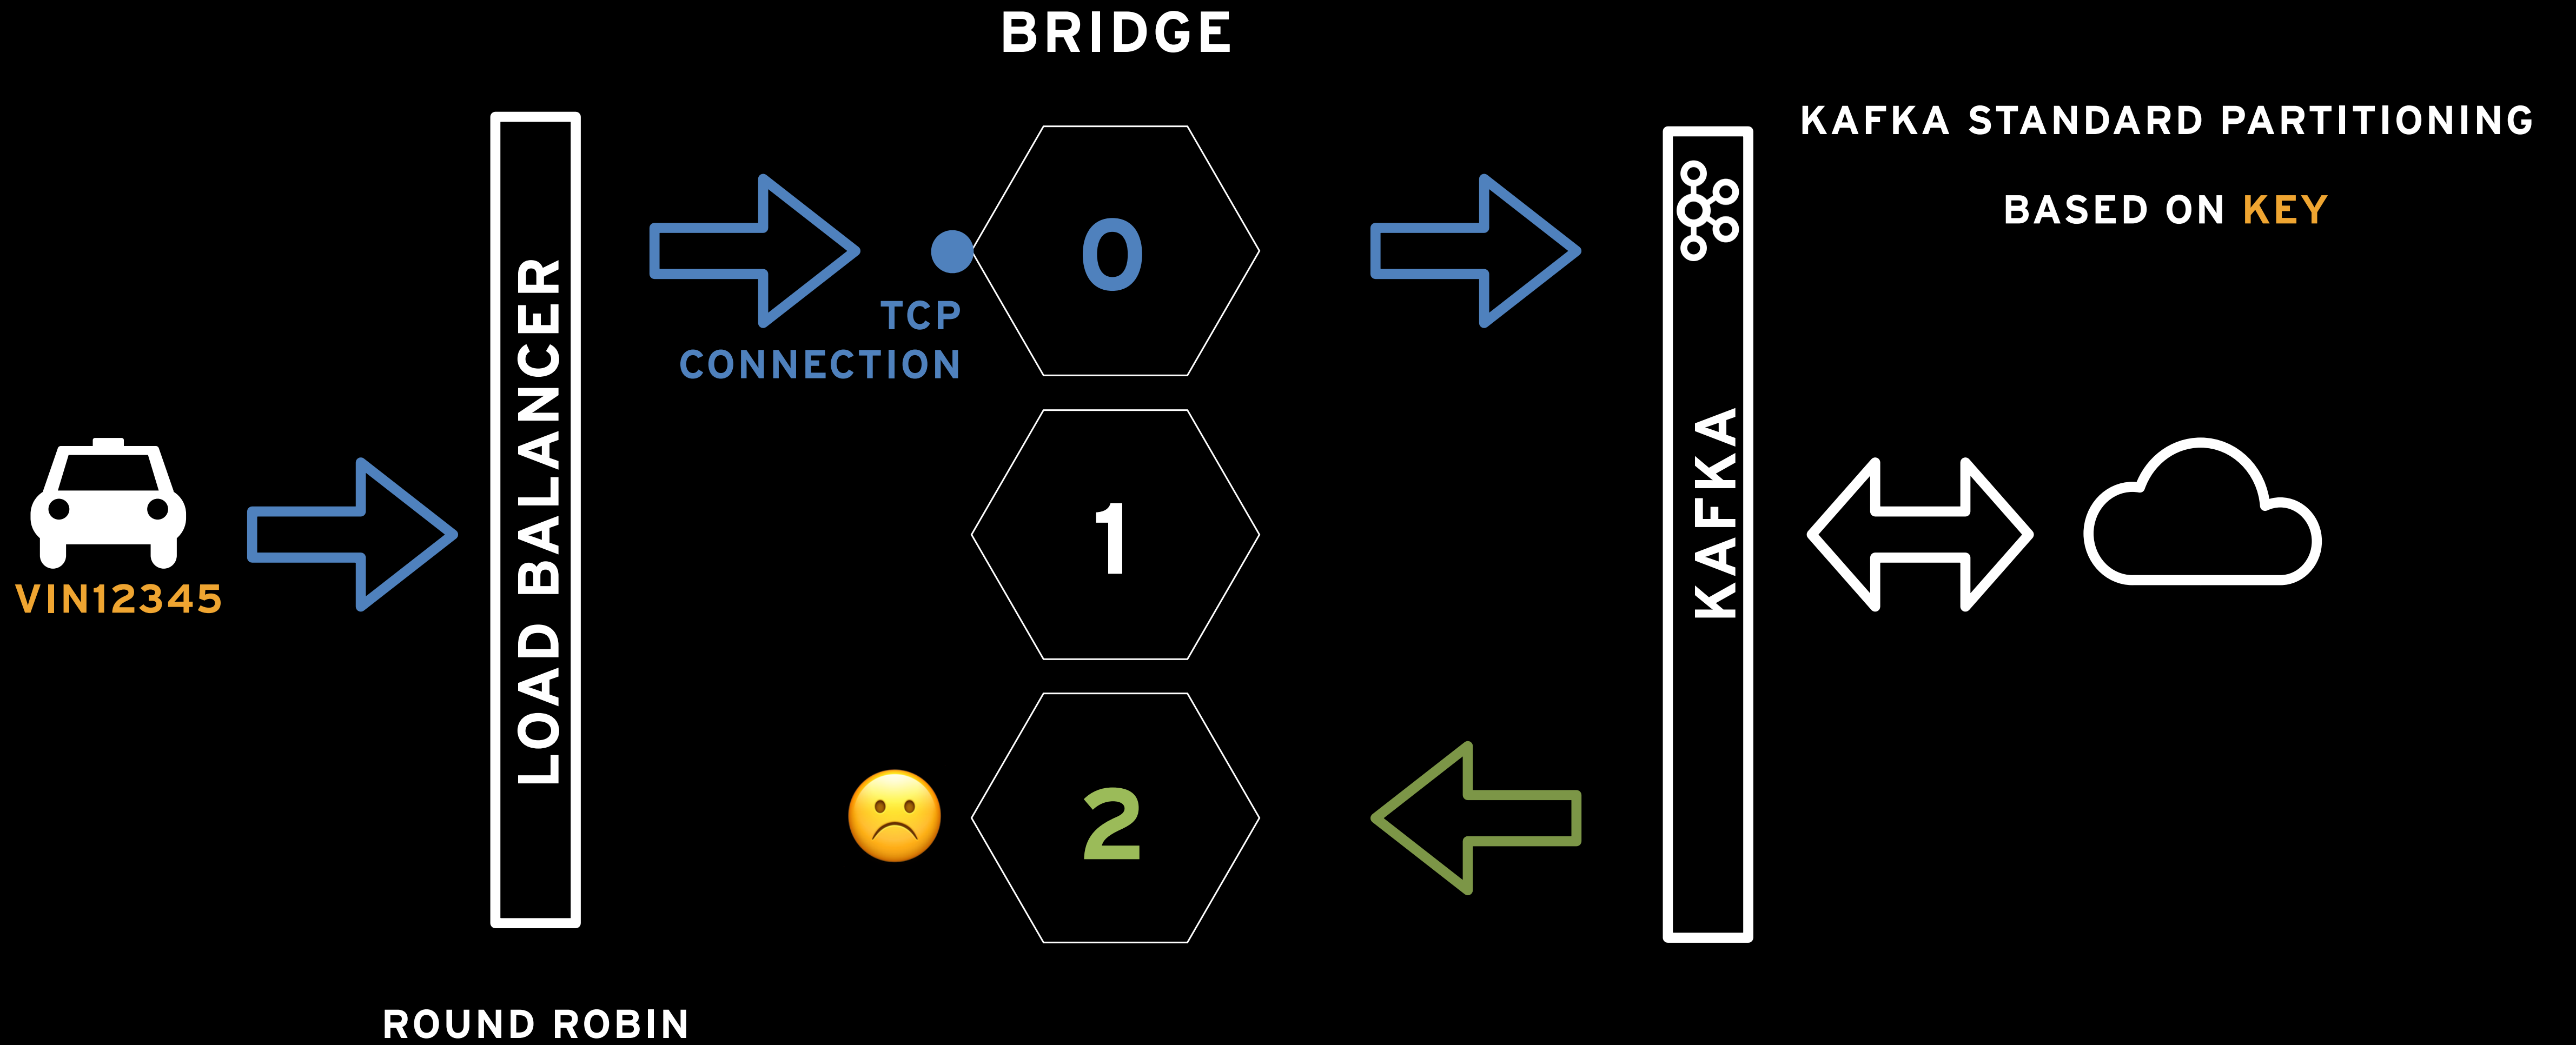 BRIDGE
KAFKA STANDARD PARTITIONING
BASED ON KEY
LOAD BALANCER
0
TCP
CONNECTION
KAFKA
1
VIN12345
2
ROUND ROBIN